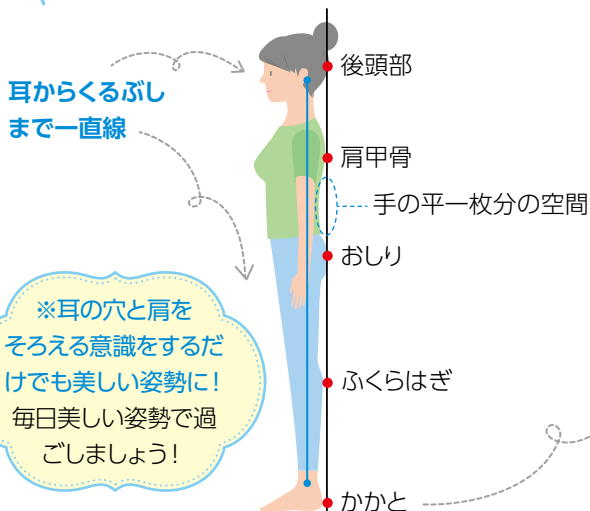 耳からくるぶし
まで一直線
後頭部
肩甲骨
手の平一枚分の空間
おしり
ふくらはぎ
かかと
※耳の穴と肩を
そろえる意識をするだ
けでも美しい姿勢に!
毎日美しい姿勢で過
ごしましょう!